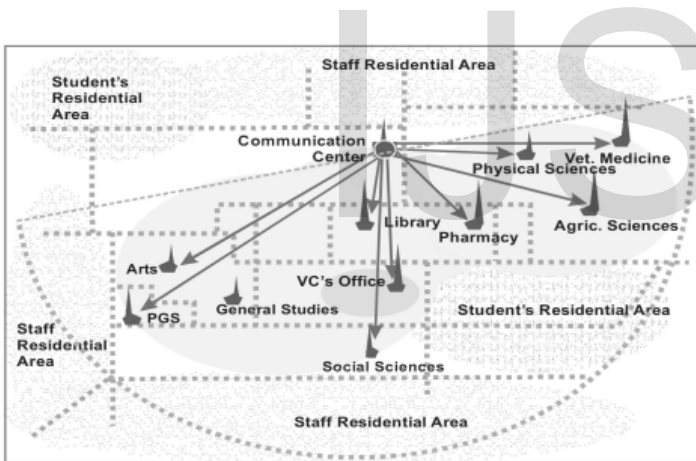 IJS
Staff Residential Area
Student's
Residential
Area
Communication
Center
Physical Sciences
Vet. Medicine
Library
Pharmacy
Agric. Sciences
Arts
VC's Office
General Studies
PGS
Student's Residential Area
Staff
Residential
Area
Social Sciences
Staff Residential Area